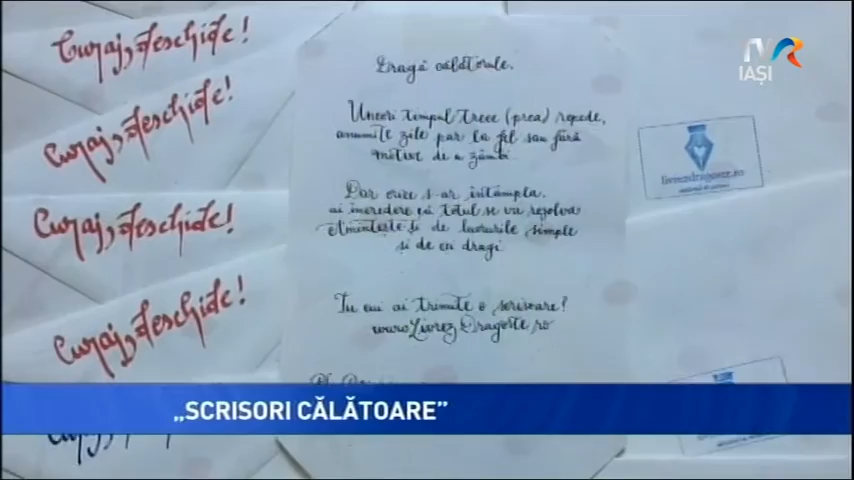 Curaj, deschide!
Curaj, deschide!
Curaj, deschide!
Curaj, deschide!
Dragă călătorule,
Uneori timpul trece (prea) repede,
anumite zile par la fel sau fără
motive de a zâmbi.
Dar orice s-ar întâmpla,
ai încredere că totul se va rezolva
Amintește-ți de lucrurile simple
și de cei dragi
Tu cui ai trimite o scrisoare?
www.LivrezDragoste.ro
livrezdragoste.ro
TVR
IAȘI
„SCRISORI CĂLĂTOARE”